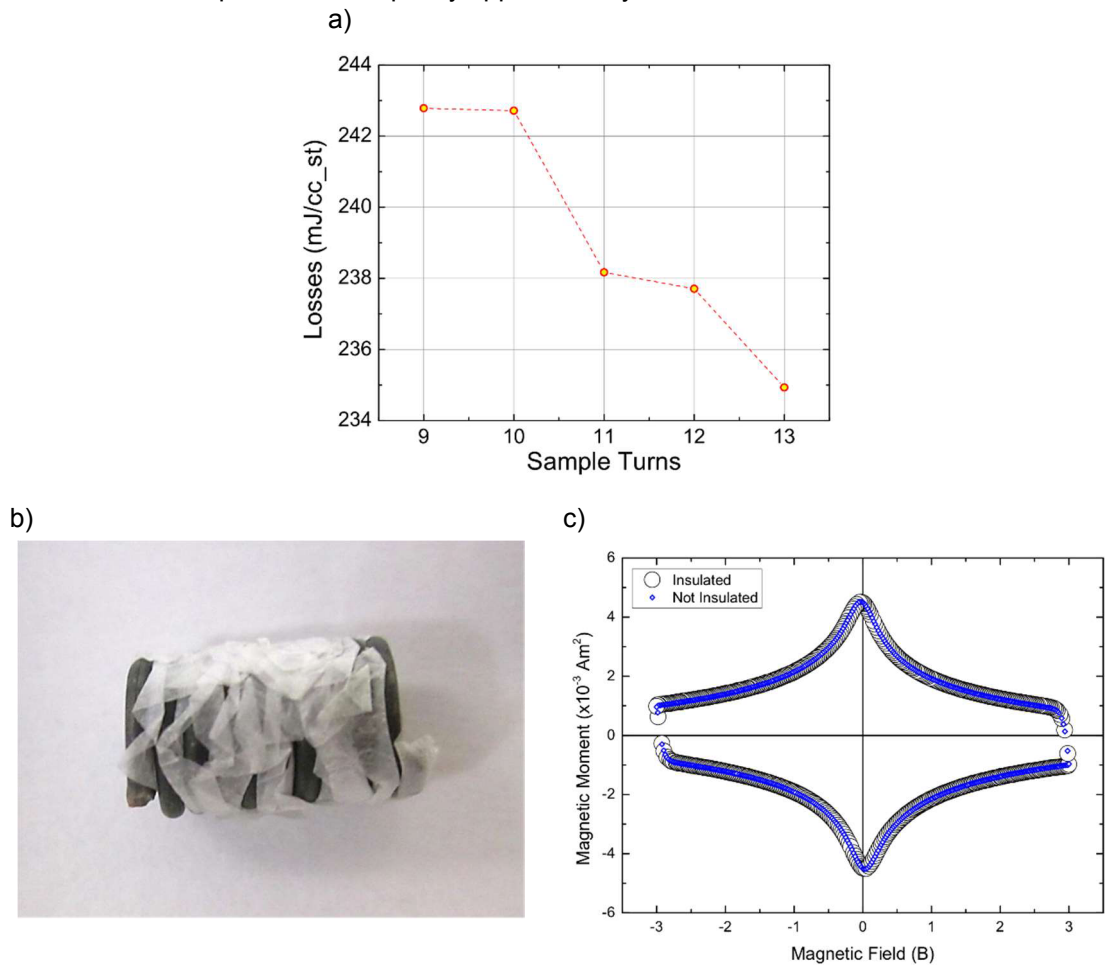 a)
244
242
240
238
236
234
Losses (mJ/cc_st)
9 10 11 12 13
Sample Turns
b)
c)
6
4
2
0
-2
-4
-6
Insulated
Not Insulated
Magnetic Moment (x10⁻³ Am²)
-3 -2 -1 0 1 2 3
Magnetic Field (B)